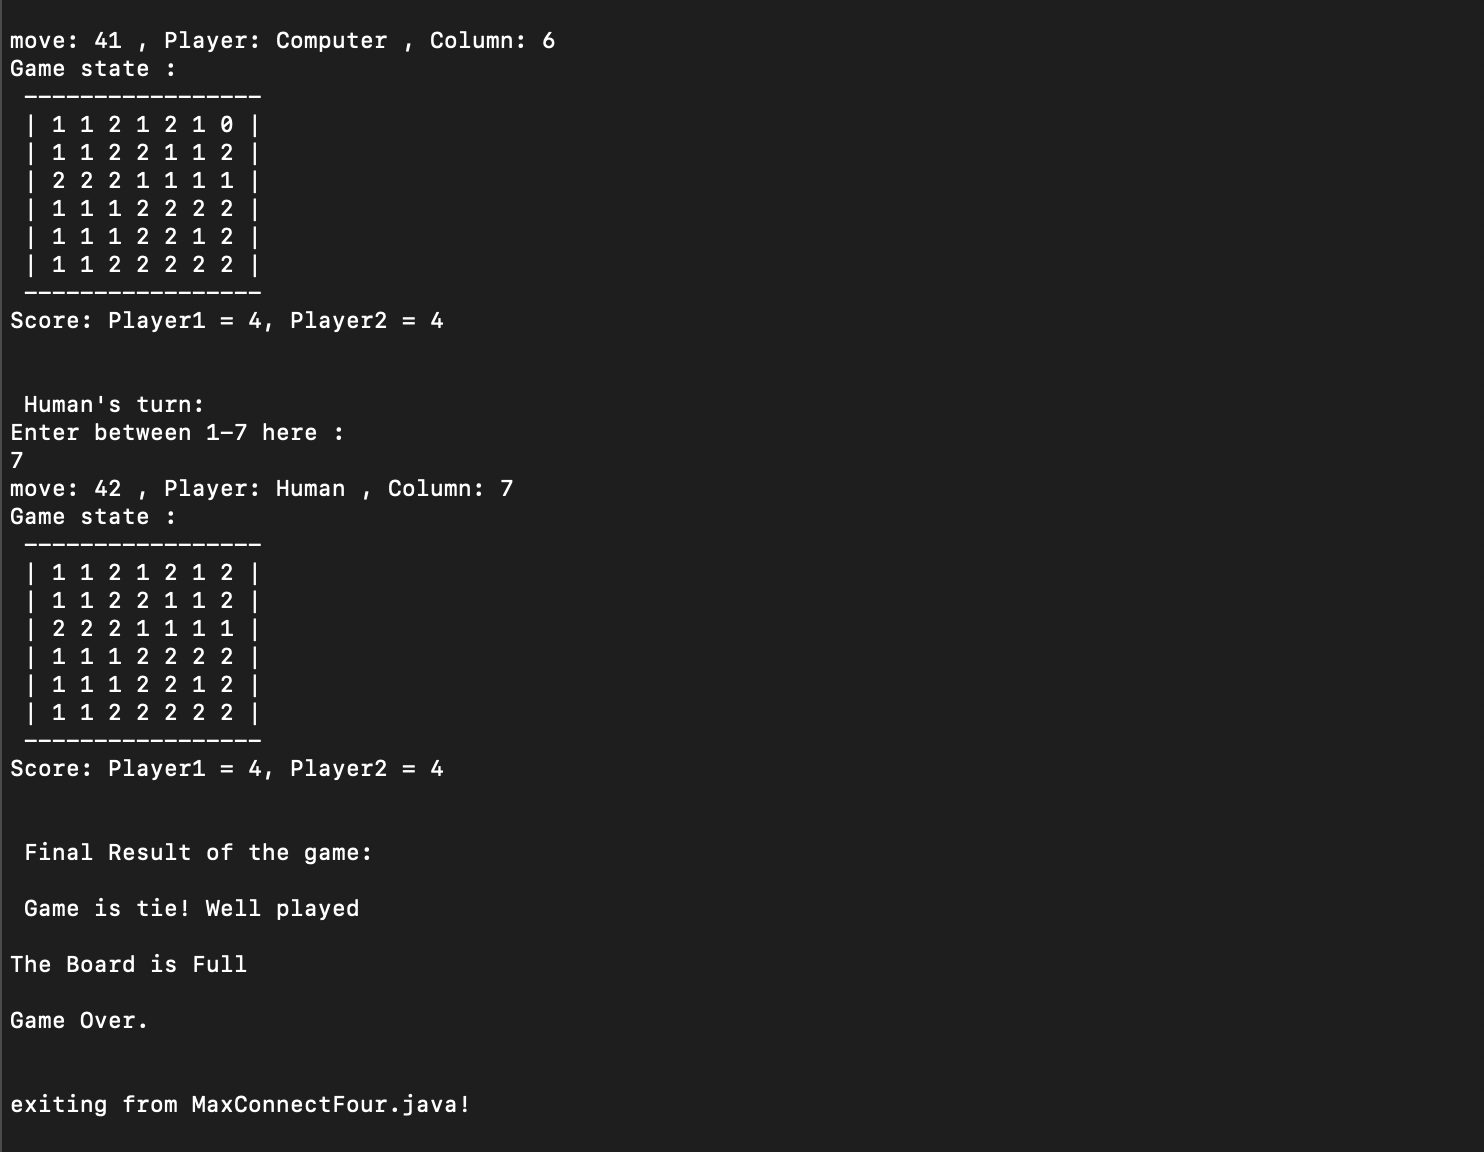 move: 41 , Player: Computer , Column: 6
Game state :
 -----------------
 | 1 1 2 1 2 1 0 |
 | 1 1 2 2 1 1 2 |
 | 2 2 2 1 1 1 1 |
 | 1 1 1 2 2 2 2 |
 | 1 1 1 2 2 1 2 |
 | 1 1 2 2 2 2 2 |
 -----------------
Score: Player1 = 4, Player2 = 4
 Human's turn:
Enter between 1-7 here :
7
move: 42 , Player: Human , Column: 7
Game state :
 -----------------
 | 1 1 2 1 2 1 2 |
 | 1 1 2 2 1 1 2 |
 | 2 2 2 1 1 1 1 |
 | 1 1 1 2 2 2 2 |
 | 1 1 1 2 2 1 2 |
 | 1 1 2 2 2 2 2 |
 -----------------
Score: Player1 = 4, Player2 = 4
 Final Result of the game:
 Game is tie! Well played
The Board is Full
Game Over.
exiting from MaxConnectFour.java!